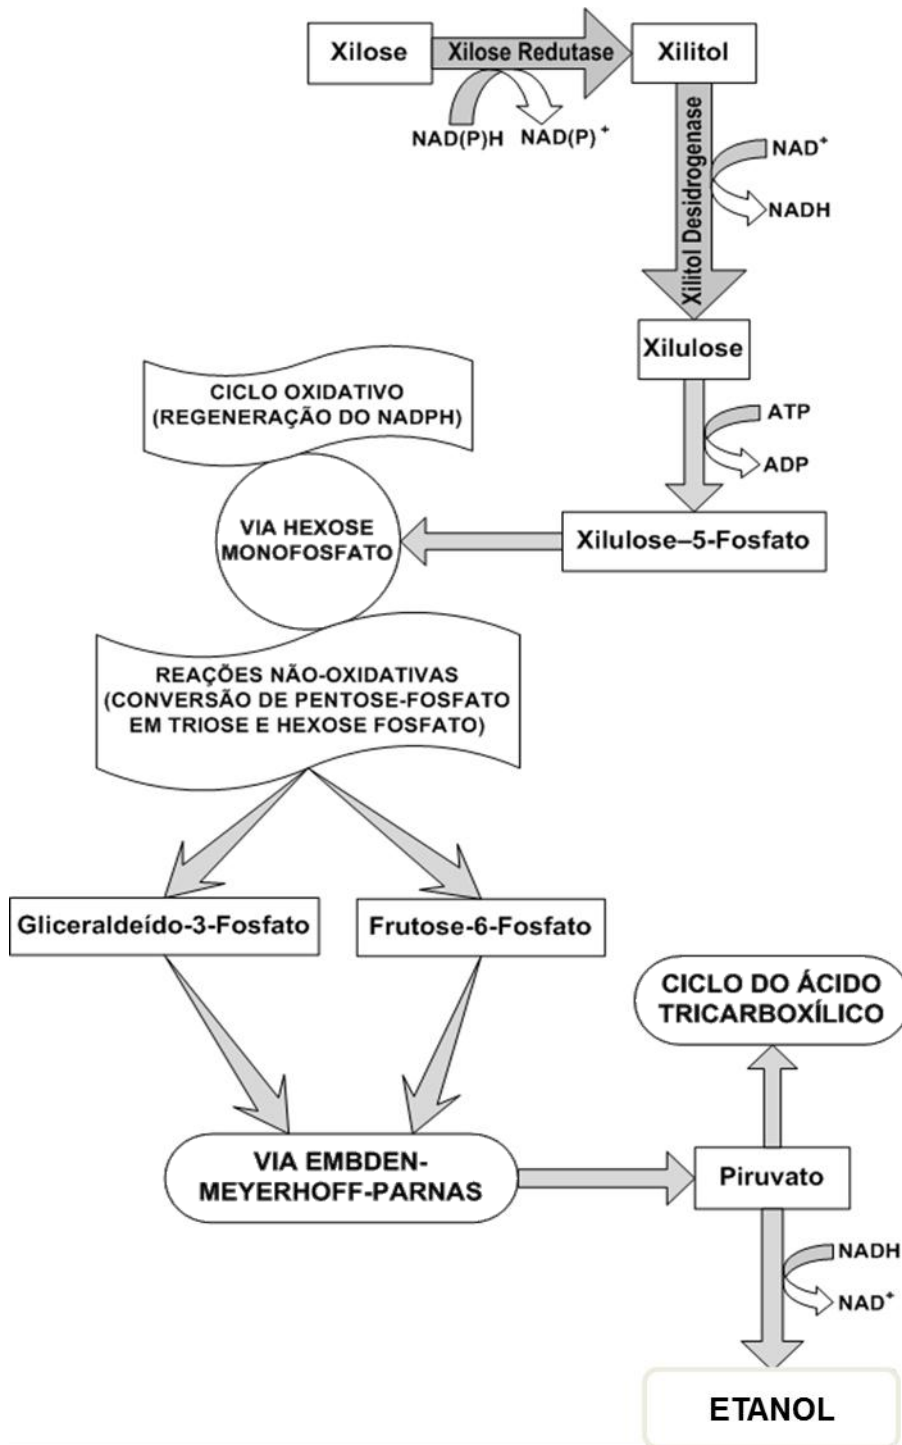 Xilose
Xilose Redutase
Xilitol
NAD(P)H
NAD(P)⁺
Xilitol Desidrogenase
NAD⁺
NADH
Xilulose
CICLO OXIDATIVO
(REGENERAÇÃO DO NADPH)
ATP
ADP
VIA HEXOSE
MONOFOSFATO
Xilulose–5-Fosfato
REAÇÕES NÃO-OXIDATIVAS
(CONVERSÃO DE PENTOSE-FOSFATO
EM TRIOSE E HEXOSE FOSFATO)
Gliceraldeído-3-Fosfato
Frutose-6-Fosfato
CICLO DO ÁCIDO
TRICARBOXÍLICO
VIA EMBDEN-
MEYERHOFF-PARNAS
Piruvato
NADH
NAD⁺
ETANOL